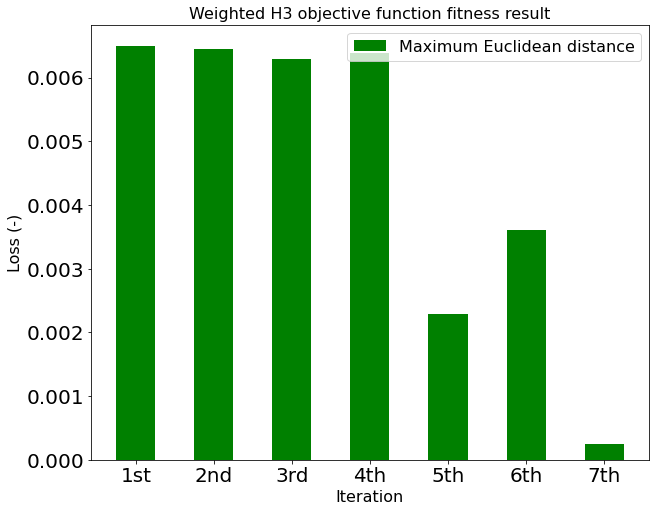 Weighted H3 objective function fitness result
Maximum Euclidean distance
0.006
0.005
0.004
0.003
0.002
0.001
0.000
Loss (-)
1st 2nd 3rd 4th 5th 6th 7th
Iteration